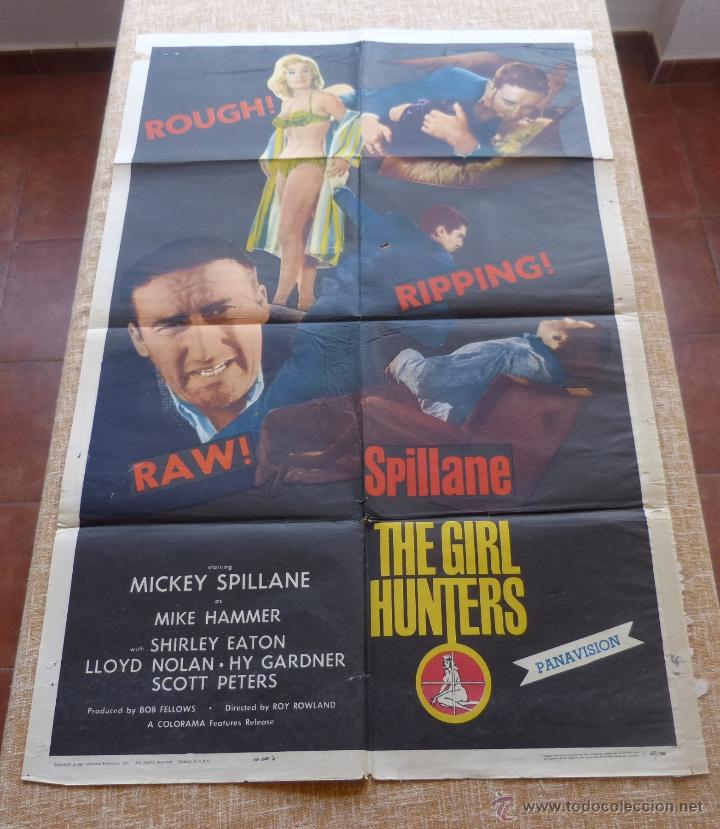 ROUGH!
RIPPING!
RAW!
Spillane
THE GIRL
HUNTERS
PANAVISION
starring
MICKEY SPILLANE
as
MIKE HAMMER
with SHIRLEY EATON
LLOYD NOLAN · HY GARDNER
SCOTT PETERS
Produced by BOB FELLOWS · Directed by ROY ROWLAND
A COLORAMA Features Release
www.todocoleccion.net